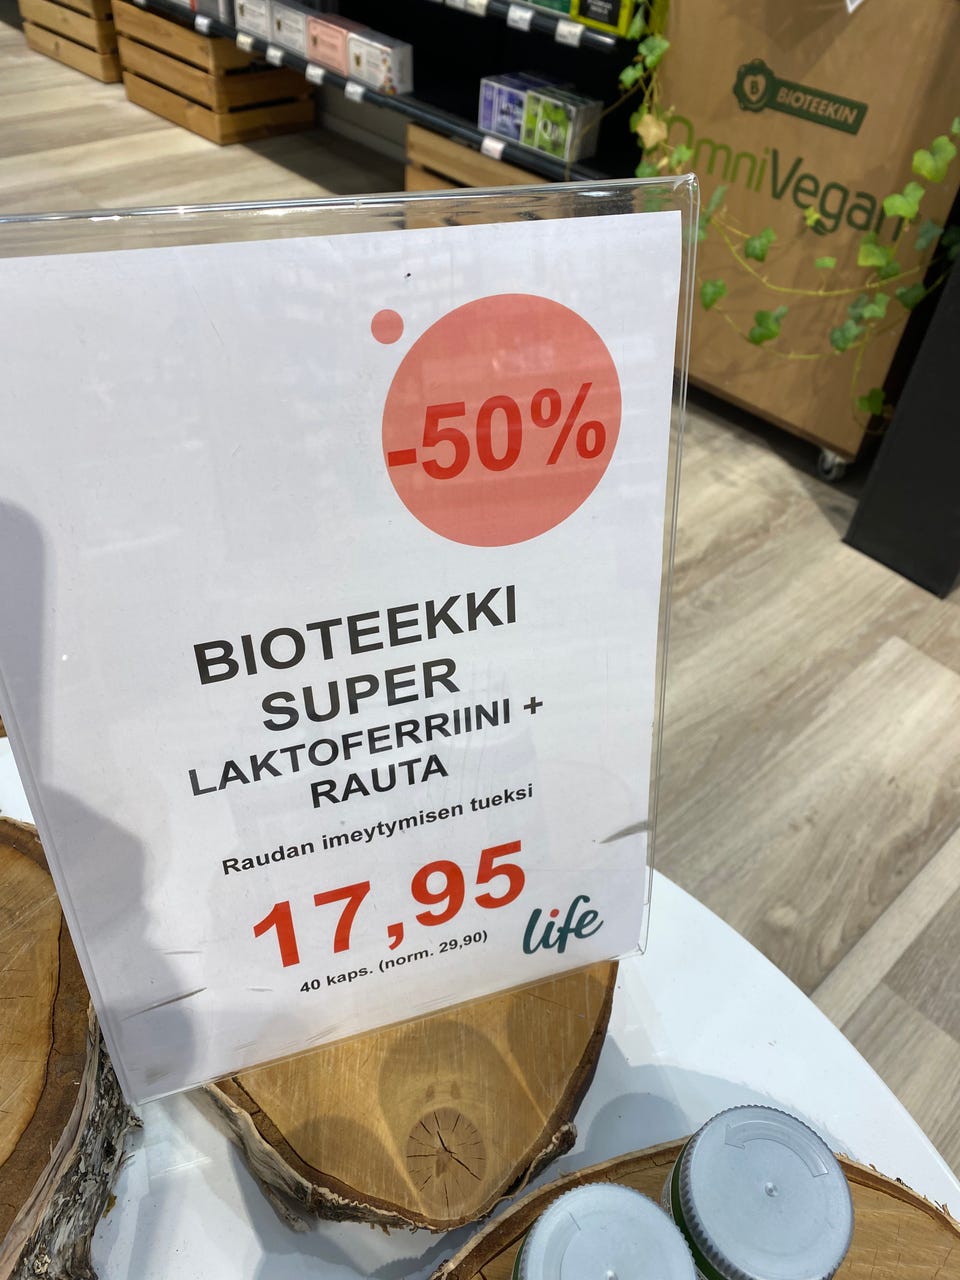 BIOTEEKIN
OmniVegan
-50%
BIOTEEKKI
SUPER
LAKTOFERRIINI +
RAUTA
Raudan imeytymisen tueksi
17,95
40 kaps. (norm. 29,90)
life